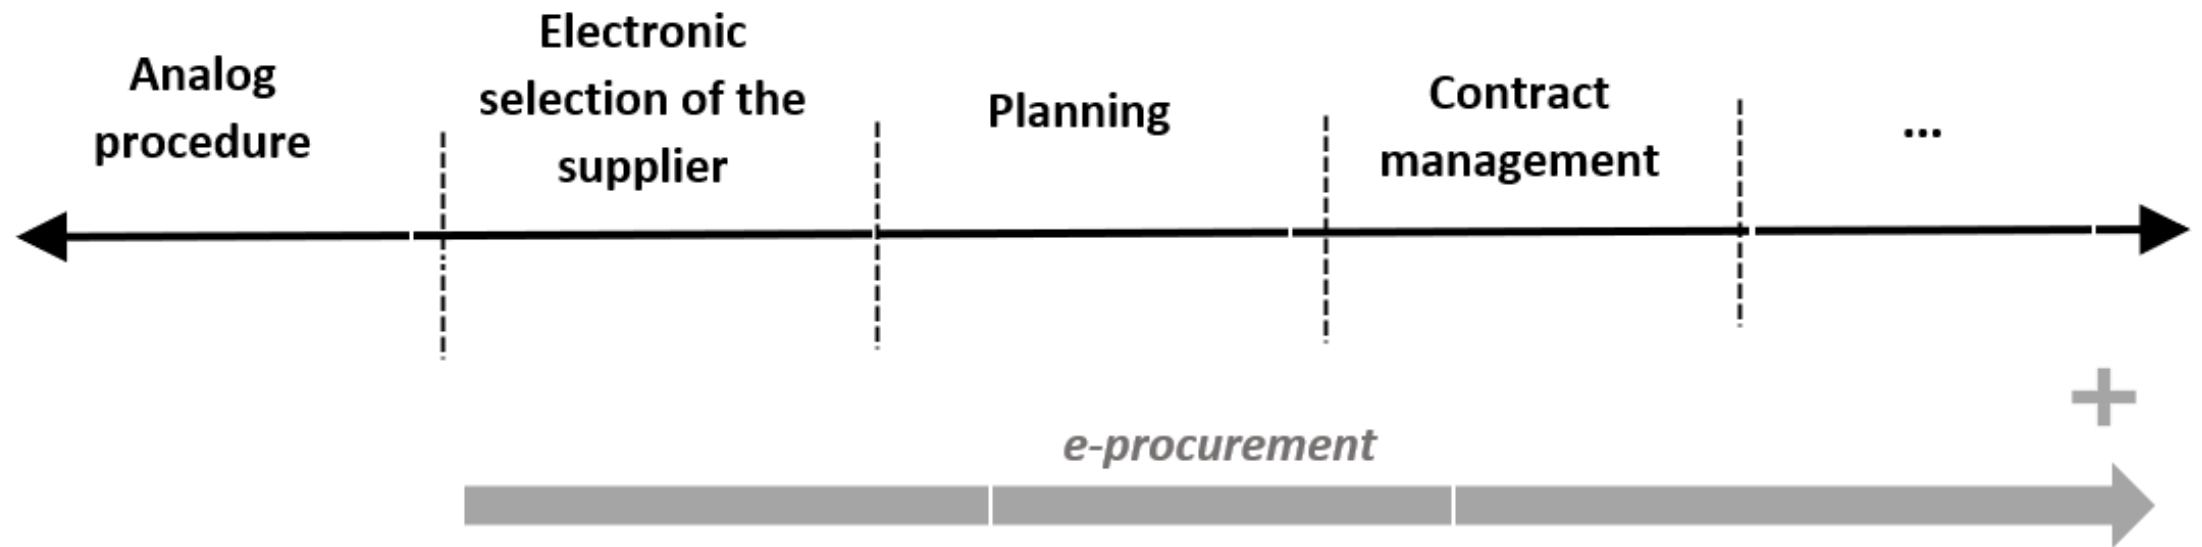 Analog
procedure
Electronic
selection of the
supplier
Planning
Contract
management
...
+
e-procurement